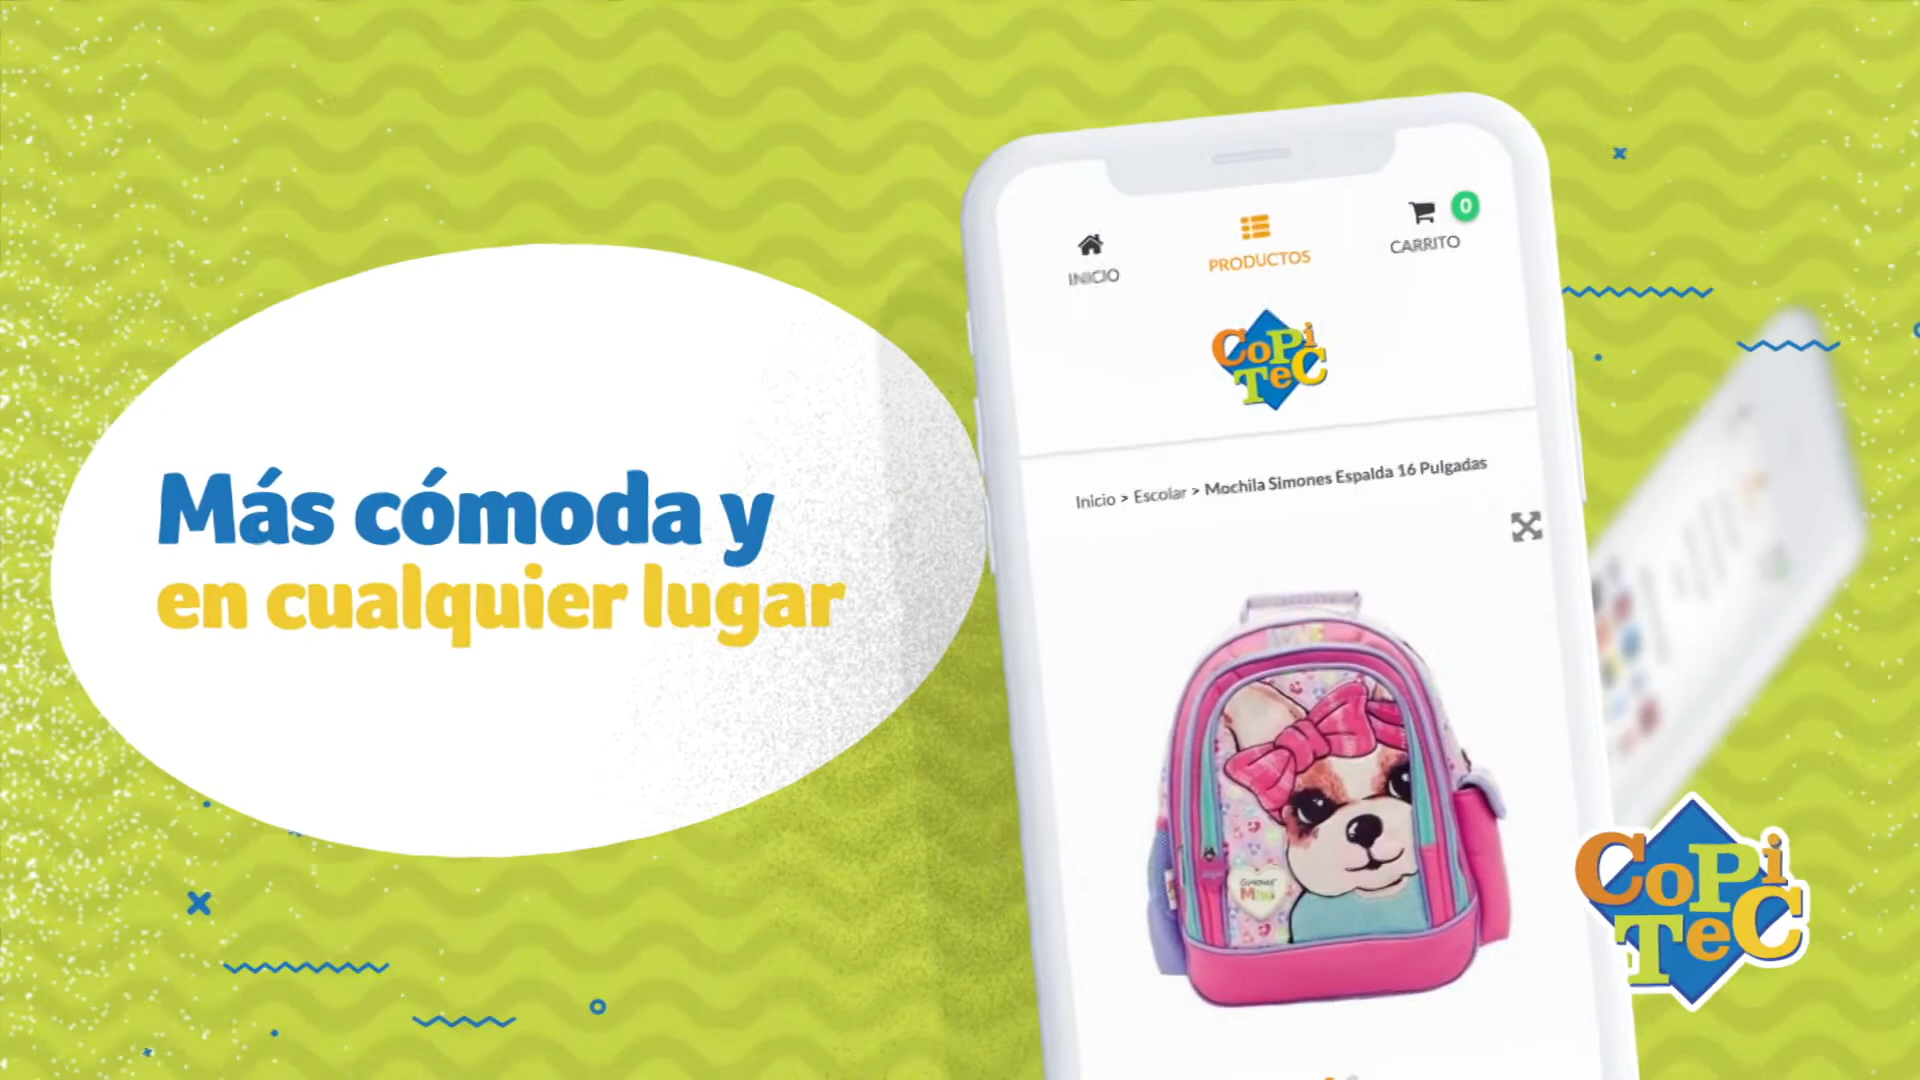 Más cómoda y
en cualquier lugar
INICIO
PRODUCTOS
CARRITO
0
CoPi
TeC
Inicio > Escolar > Mochila Simones Espalda 16 Pulgadas
CoPi
TeC